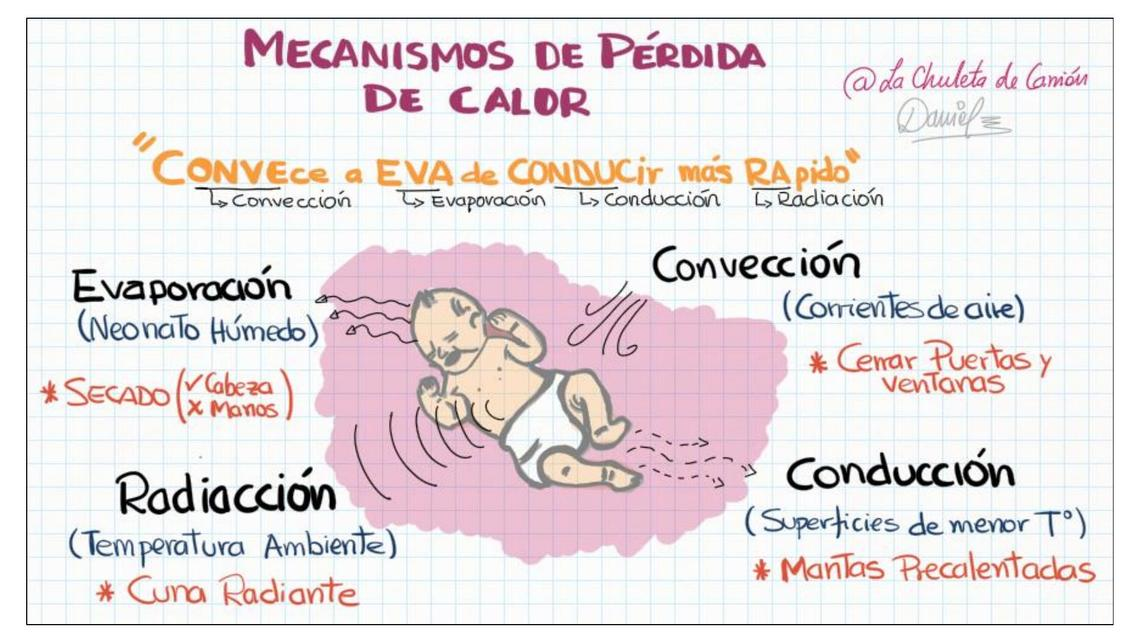 MECANISMOS DE PÉRDIDA
DE CALOR
@La Chuleta de Camión
Daniel
"CONVEce a EVA de CONDUCir más RApido"
↳ Convección ↳ Evaporación ↳ Conducción ↳ Radiación
Evaporación
(Neonato Húmedo)
* SECADO (✓ Cabeza
x Manos)
Convección
(Corrientes de aire)
* Cerrar Puertas y
ventanas
Radiacción
(Temperatura Ambiente)
* Cuna Radiante
Conducción
(Superficies de menor T°)
* Mantas Precalentadas